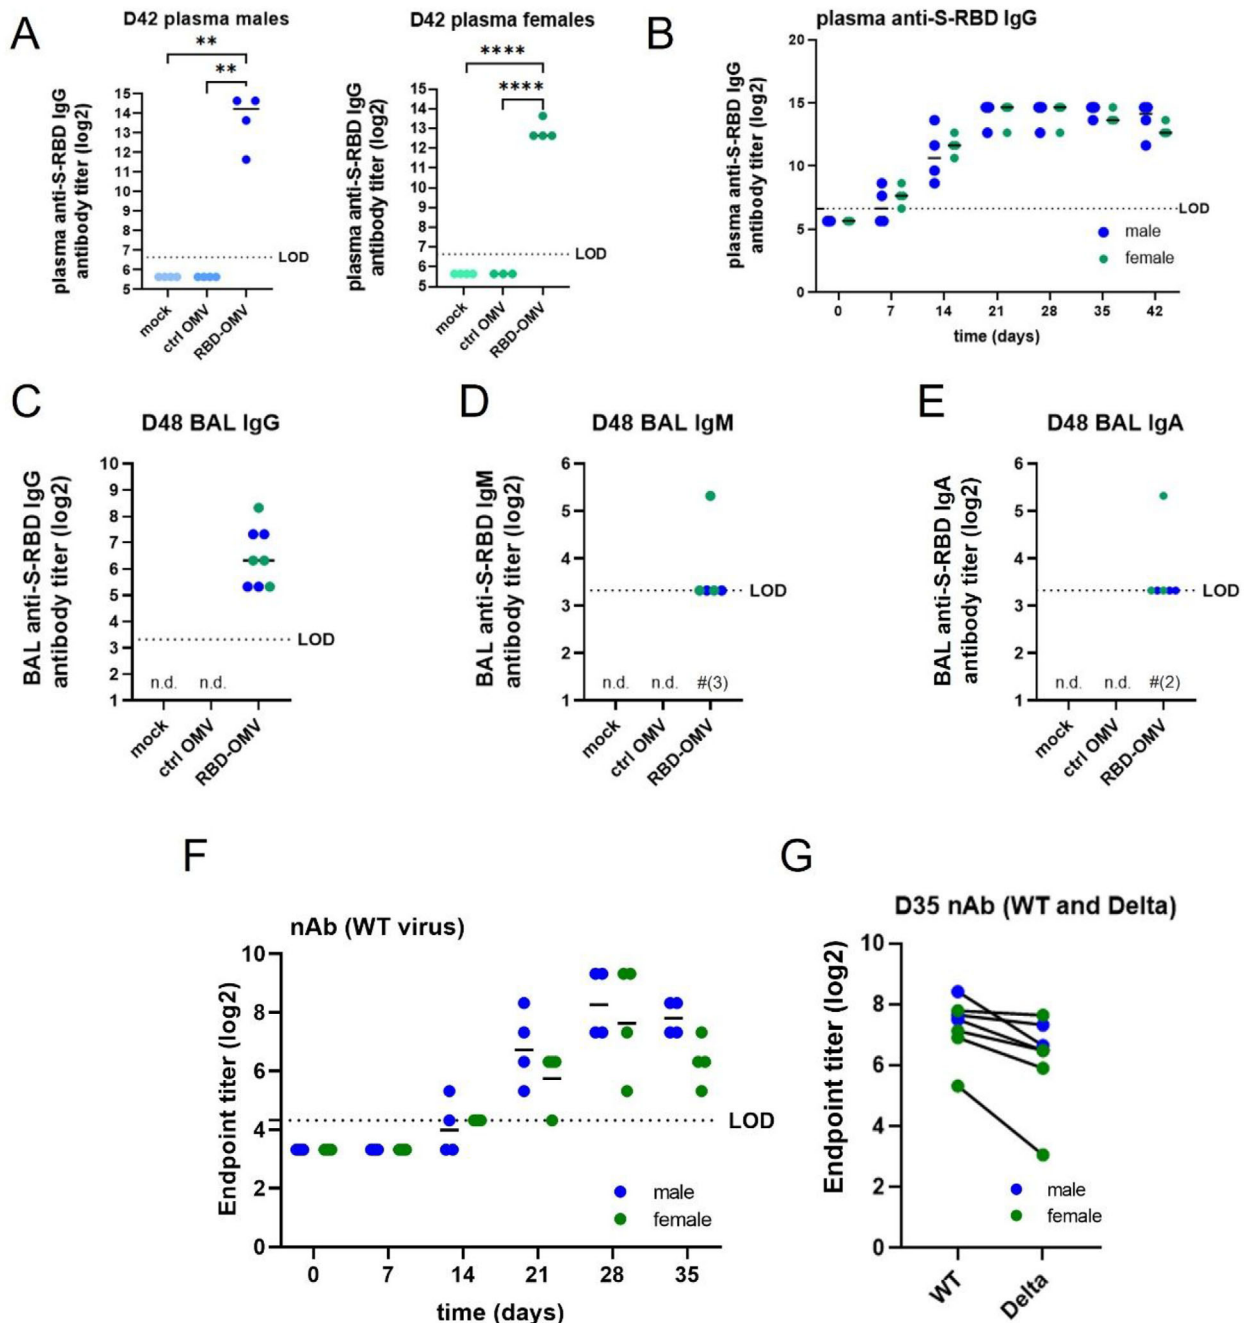 A
D42 plasma males
**
**
plasma anti-S-RBD IgG
antibody titer (log2)
15
14
13
12
11
10
9
8
7
6
5
LOD
mock
ctrl OMV
RBD-OMV
D42 plasma females
****
****
plasma anti-S-RBD IgG
antibody titer (log2)
15
14
13
12
11
10
9
8
7
6
5
LOD
mock
ctrl OMV
RBD-OMV
B
plasma anti-S-RBD IgG
plasma anti-S-RBD IgG
antibody titer (log2)
20
15
10
5
0
LOD
male
female
0 7 14 21 28 35 42
time (days)
C
D48 BAL IgG
BAL anti-S-RBD IgG
antibody titer (log2)
10
9
8
7
6
5
4
3
2
1
LOD
n.d. n.d.
mock
ctrl OMV
RBD-OMV
D
D48 BAL IgM
BAL anti-S-RBD IgM
antibody titer (log2)
6
5
4
3
2
1
LOD
n.d. n.d. #(3)
mock
ctrl OMV
RBD-OMV
E
D48 BAL IgA
BAL anti-S-RBD IgA
antibody titer (log2)
6
5
4
3
2
1
LOD
n.d. n.d. #(2)
mock
ctrl OMV
RBD-OMV
F
nAb (WT virus)
Endpoint titer (log2)
10
8
6
4
2
0
LOD
male
female
0 7 14 21 28 35
time (days)
G
D35 nAb (WT and Delta)
Endpoint titer (log2)
10
8
6
4
2
0
male
female
WT
Delta